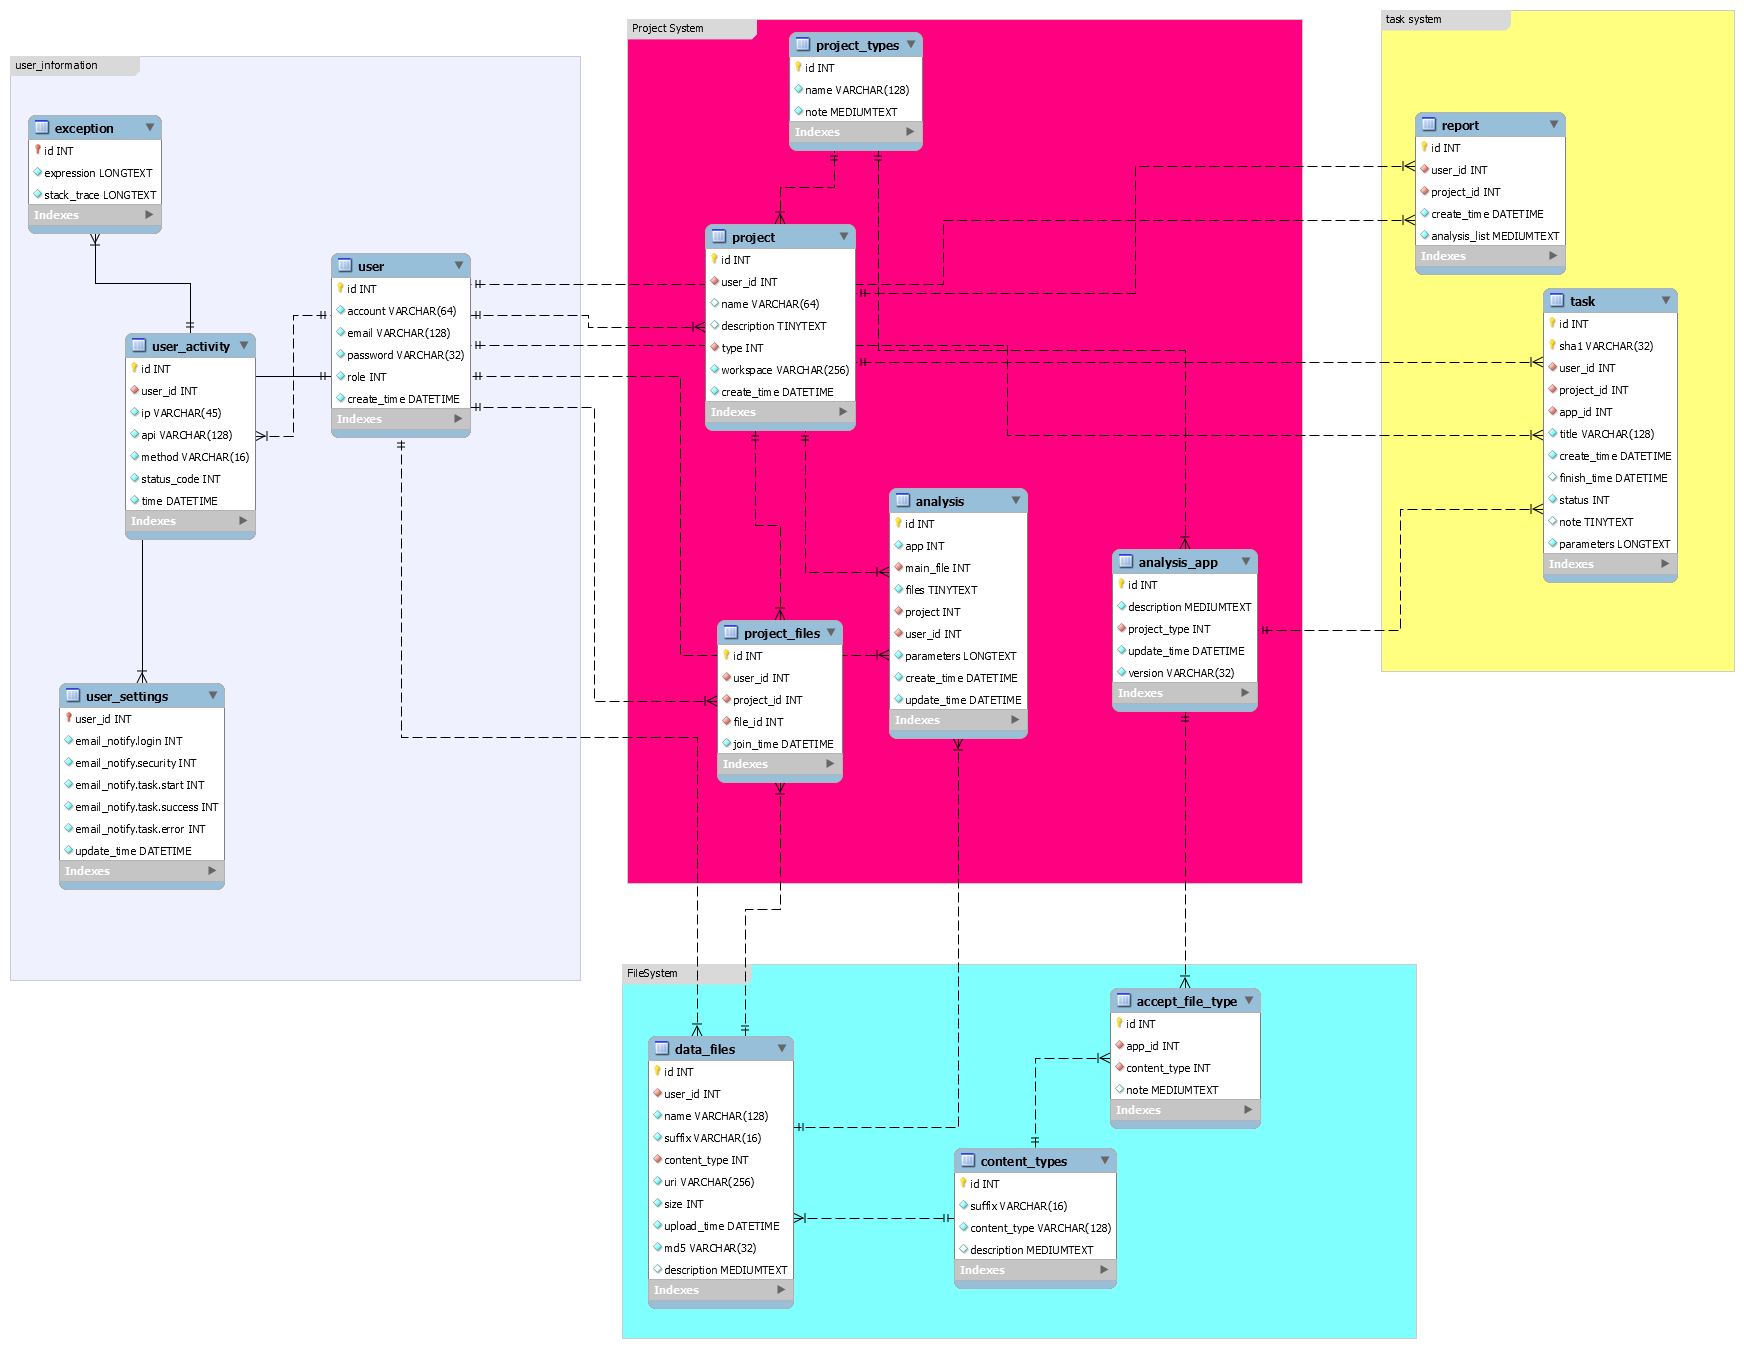 user_information
exception
id INT
expression LONGTEXT
stack_trace LONGTEXT
Indexes
user
id INT
account VARCHAR(64)
email VARCHAR(128)
password VARCHAR(32)
role INT
create_time DATETIME
Indexes
user_activity
id INT
user_id INT
ip VARCHAR(45)
api VARCHAR(128)
method VARCHAR(16)
status_code INT
time DATETIME
Indexes
user_settings
user_id INT
email_notify.login INT
email_notify.security INT
email_notify.task.start INT
email_notify.task.success INT
email_notify.task.error INT
update_time DATETIME
Indexes
Project System
project_types
id INT
name VARCHAR(128)
note MEDIUMTEXT
Indexes
project
id INT
user_id INT
name VARCHAR(64)
description TINYTEXT
type INT
workspace VARCHAR(256)
create_time DATETIME
Indexes
analysis
id INT
app INT
main_file INT
files TINYTEXT
project INT
user_id INT
parameters LONGTEXT
create_time DATETIME
update_time DATETIME
Indexes
project_files
id INT
user_id INT
project_id INT
file_id INT
join_time DATETIME
Indexes
analysis_app
id INT
description MEDIUMTEXT
project_type INT
update_time DATETIME
version VARCHAR(32)
Indexes
task system
report
id INT
user_id INT
project_id INT
create_time DATETIME
analysis_list MEDIUMTEXT
Indexes
task
id INT
sha1 VARCHAR(32)
user_id INT
project_id INT
app_id INT
title VARCHAR(128)
create_time DATETIME
finish_time DATETIME
status INT
note TINYTEXT
parameters LONGTEXT
Indexes
FileSystem
data_files
id INT
user_id INT
name VARCHAR(128)
suffix VARCHAR(16)
content_type INT
uri VARCHAR(256)
size INT
upload_time DATETIME
md5 VARCHAR(32)
description MEDIUMTEXT
Indexes
accept_file_type
id INT
app_id INT
content_type INT
note MEDIUMTEXT
Indexes
content_types
id INT
suffix VARCHAR(16)
content_type VARCHAR(128)
description MEDIUMTEXT
Indexes